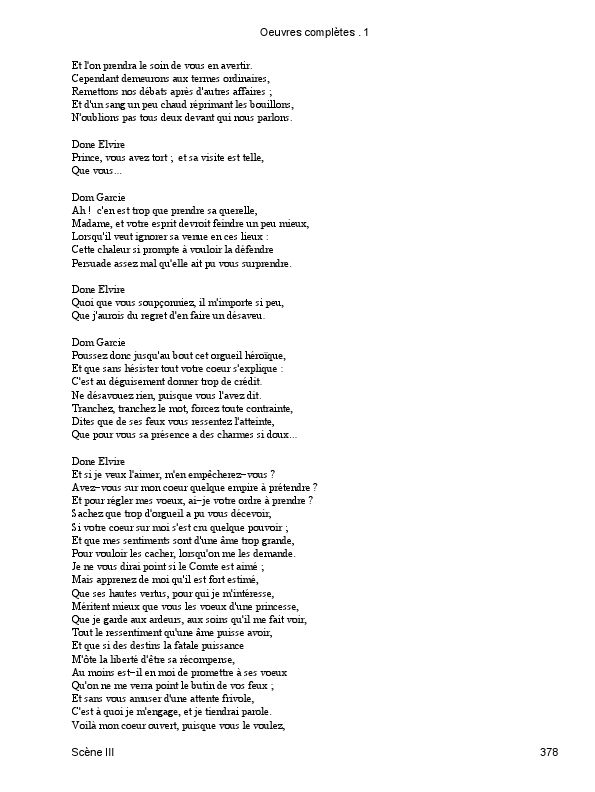 Oeuvres complètes . 1
Et l'on prendra le soin de vous en avertir.
Cependant demeurons aux termes ordinaires,
Remettons nos débats après d'autres affaires ;
Et d'un sang un peu chaud réprimant les bouillons,
N'oublions pas tous deux devant qui nous parlons.
Done Elvire
Prince, vous avez tort ; et sa visite est telle,
Que vous...
Dom Garcie
Ah ! c'en est trop que prendre sa querelle,
Madame, et votre esprit devroit feindre un peu mieux,
Lorsqu'il veut ignorer sa venue en ces lieux :
Cette chaleur si prompte à vouloir la défendre
Persuade assez mal qu'elle ait pu vous surprendre.
Done Elvire
Quoi que vous soupçonniez, il m'importe si peu,
Que j'aurois du regret d'en faire un désaveu.
Dom Garcie
Poussez donc jusqu'au bout cet orgueil héroïque,
Et que sans hésister tout votre coeur s'explique :
C'est au déguisement donner trop de crédit.
Ne désavouez rien, puisque vous l'avez dit.
Tranchez, tranchez le mot, forcez toute contrainte,
Dites que de ses feux vous ressentez l'atteinte,
Que pour vous sa présence a des charmes si doux...
Done Elvire
Et si je veux l'aimer, m'en empêcherez-vous ?
Avez-vous sur mon coeur quelque empire à prétendre ?
Et pour régler mes voeux, ai-je votre ordre à prendre ?
Sachez que trop d'orgueil a pu vous décevoir,
Si votre coeur sur moi s'est cru quelque pouvoir ;
Et que mes sentiments sont d'une âme trop grande,
Pour vouloir les cacher, lorsqu'on me les demande.
Je ne vous dirai point si le Comte est aimé ;
Mais apprenez de moi qu'il est fort estimé,
Que ses hautes vertus, pour qui je m'intéresse,
Méritent mieux que vous les voeux d'une princesse,
Que je garde aux ardeurs, aux soins qu'il me fait voir,
Tout le ressentiment qu'une âme puisse avoir,
Et que si des destins la fatale puissance
M'ôte la liberté d'être sa récompense,
Au moins est-il en moi de promettre à ses voeux
Qu'on ne me verra point le butin de vos feux ;
Et sans vous amuser d'une attente frivole,
C'est à quoi je m'engage, et je tiendrai parole.
Voilà mon coeur ouvert, puisque vous le voulez,
Scène III 378